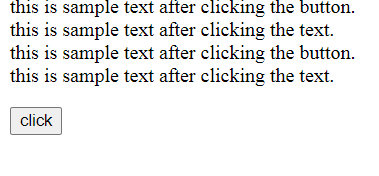 this is sample text after clicking the button.
this is sample text after clicking the text.
this is sample text after clicking the button.
this is sample text after clicking the text.
click